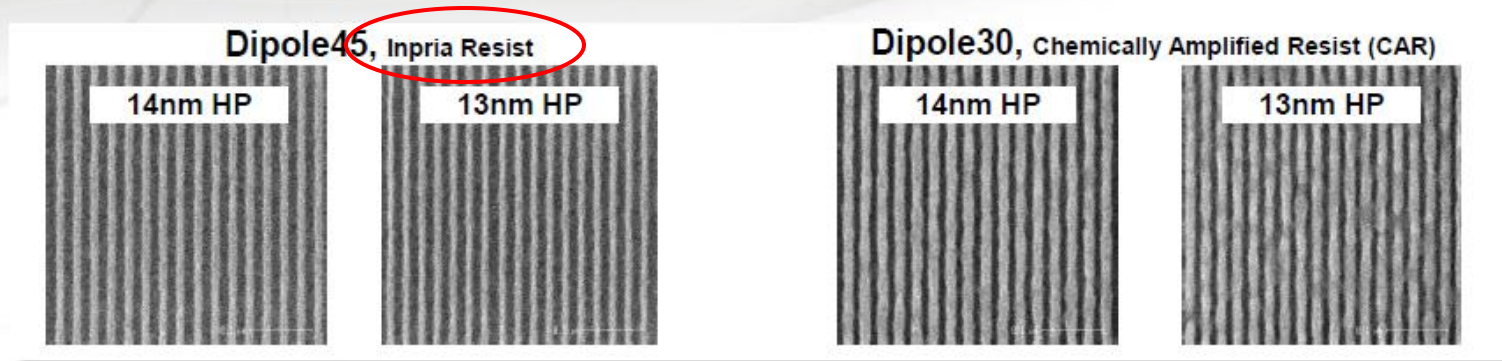 Dipole45, Inpria Resist
14nm HP
13nm HP
Dipole30, Chemically Amplified Resist (CAR)
14nm HP
13nm HP